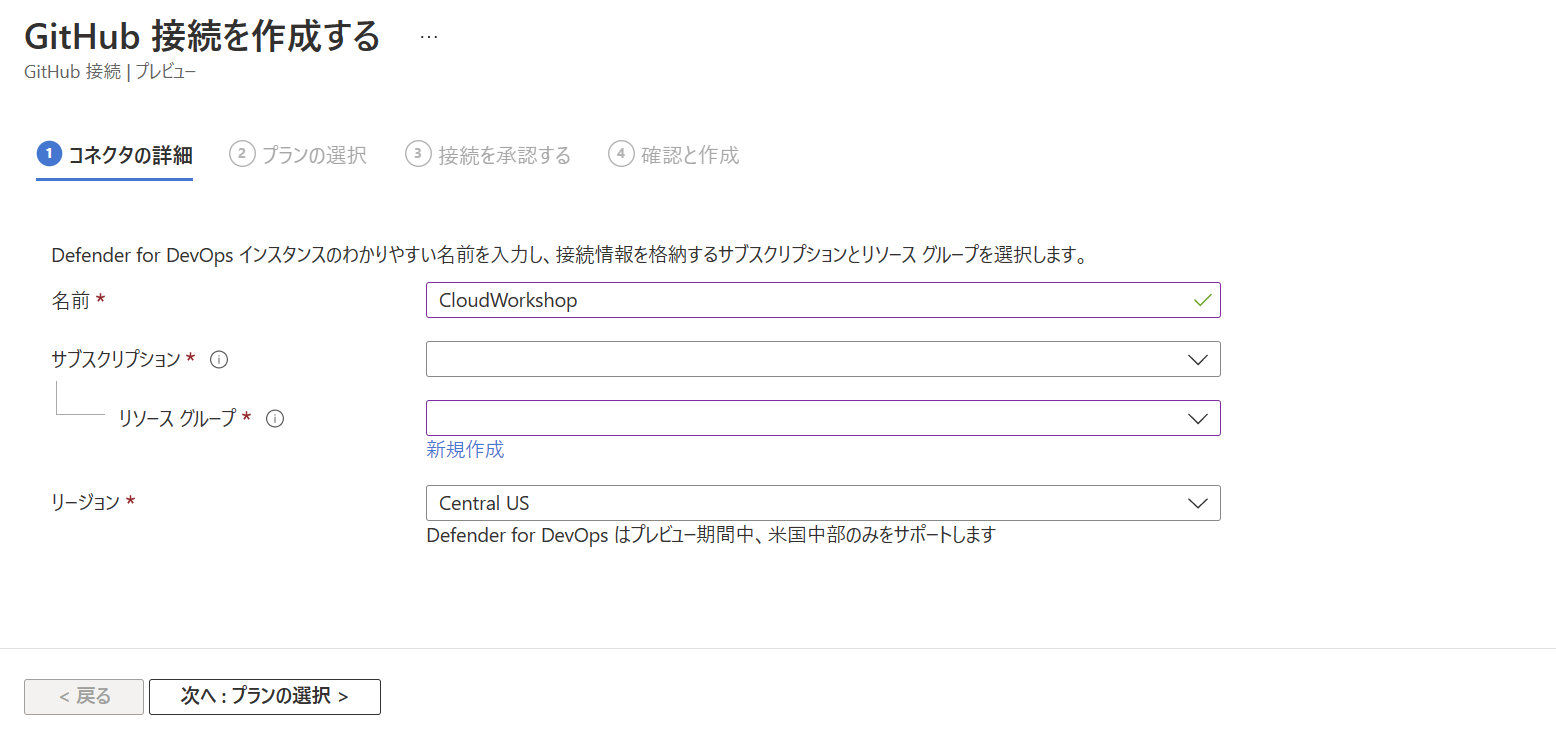 GitHub 接続を作成する ...
GitHub 接続 | プレビュー
1 コネクタの詳細 2 プランの選択 3 接続を承認する 4 確認と作成
Defender for DevOps インスタンスのわかりやすい名前を入力し、接続情報を格納するサブスクリプションとリソース グループを選択します。
名前 * CloudWorkshop
サブスクリプション *
リソース グループ *
新規作成
リージョン * Central US
Defender for DevOps はプレビュー期間中、米国中部のみをサポートします
< 戻る 次へ : プランの選択 >